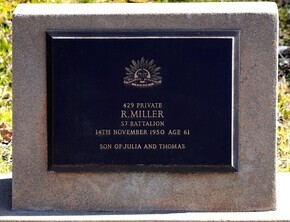 429 PRIVATE
R. MILLER
57 BATTALION
14TH NOVEMBER 1950 AGE 61
SON OF JULIA AND THOMAS